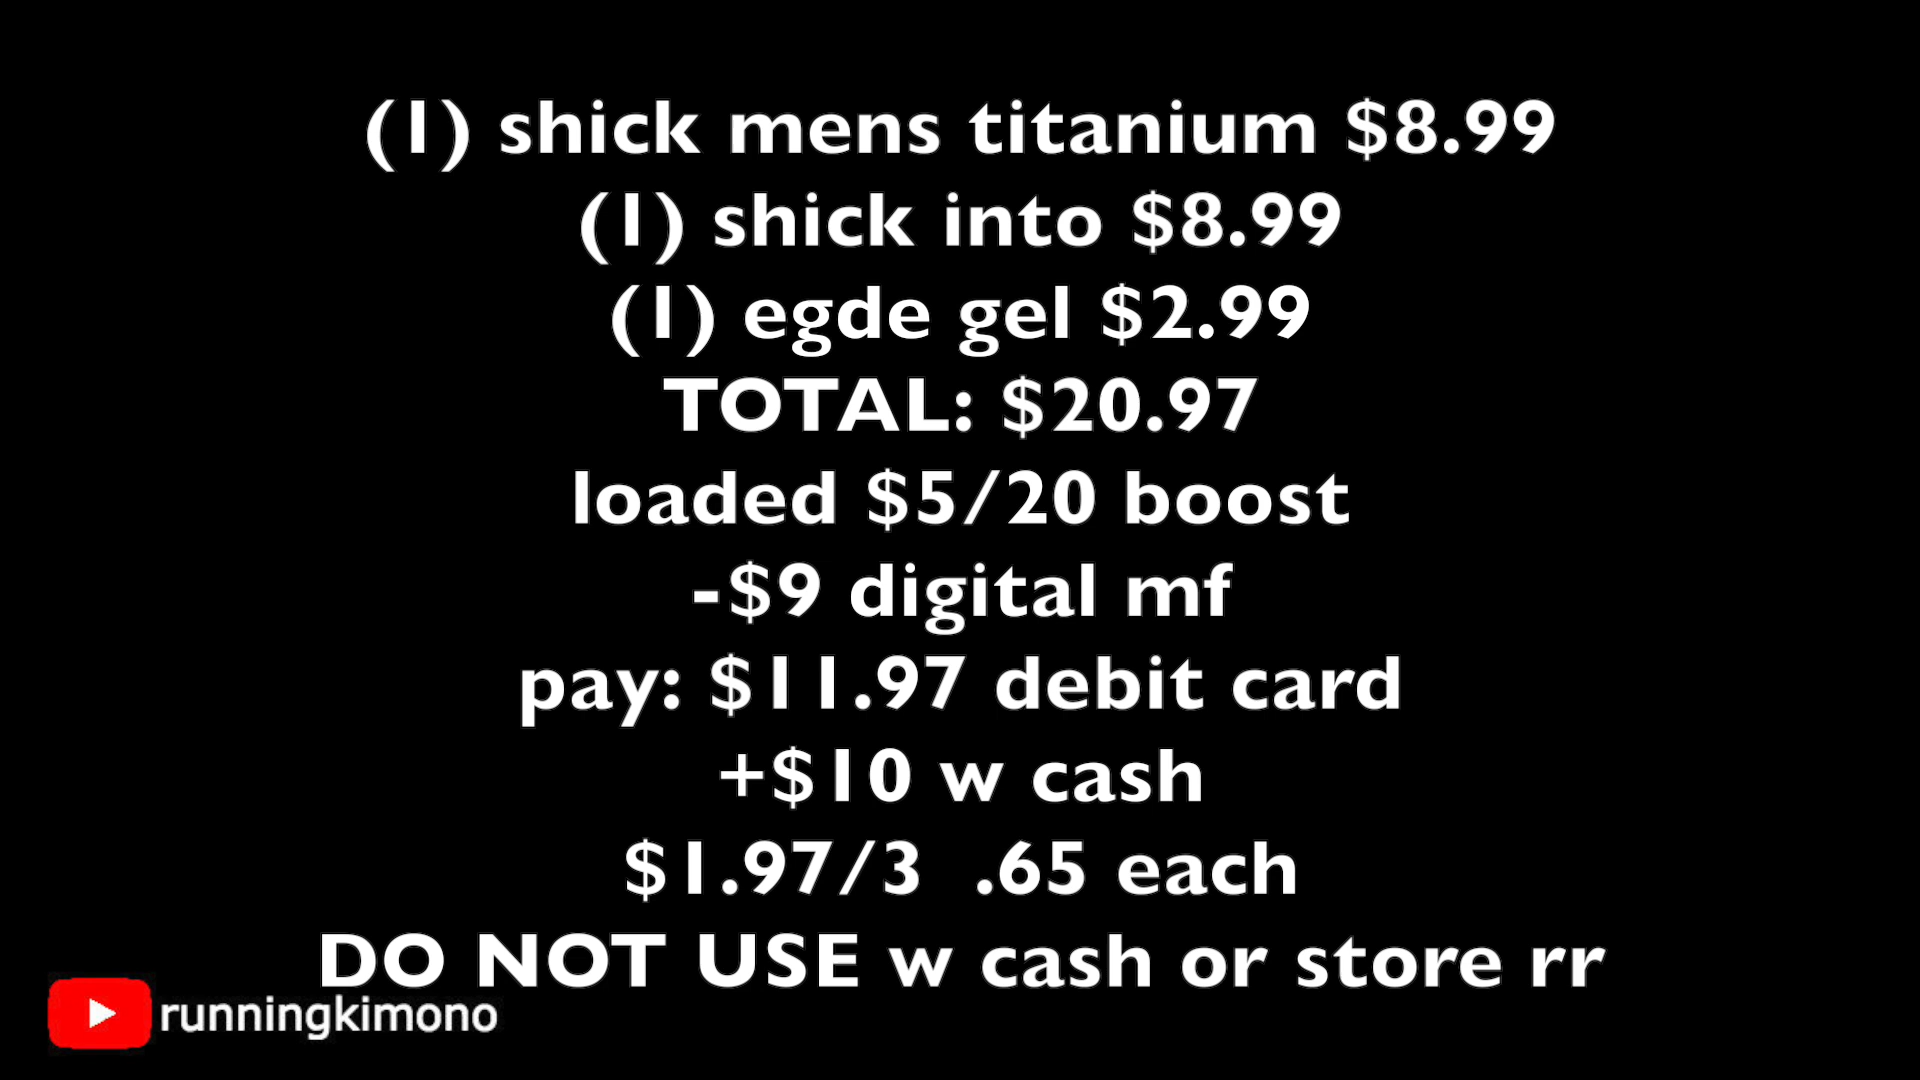 (1) shick mens titanium $8.99
(1) shick into $8.99
(1) egde gel $2.99
TOTAL: $20.97
loaded $5/20 boost
-$9 digital mf
pay: $11.97 debit card
+$10 w cash
$1.97/3  .65 each
DO NOT USE w cash or store rr
runningkimono